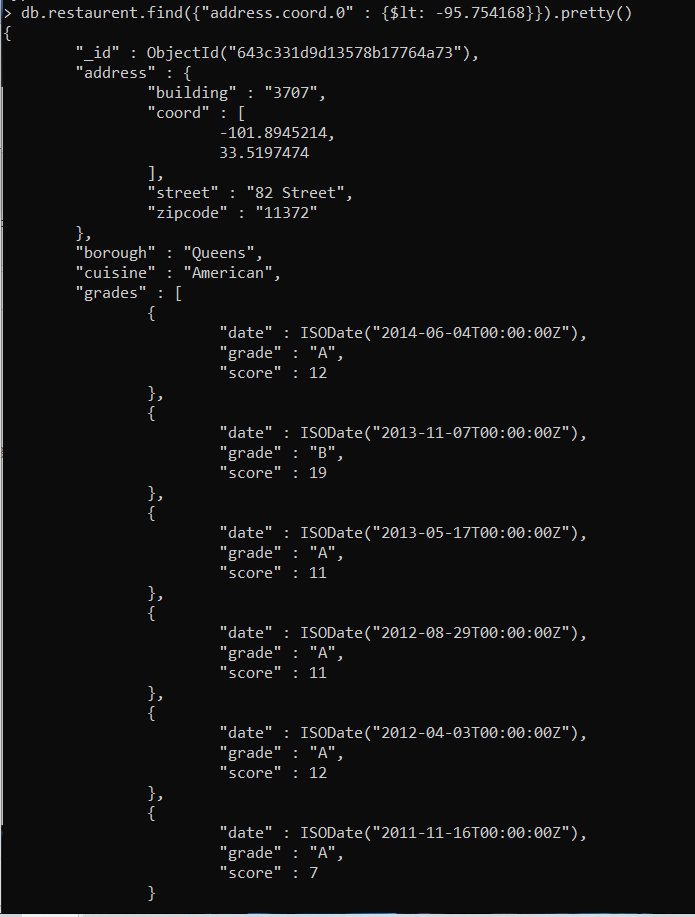 > db.restaurent.find({"address.coord.0" : {$lt: -95.754168}}).pretty()
{
"_id" : ObjectId("643c331d9d13578b17764a73"),
"address" : {
"building" : "3707",
"coord" : [
-101.8945214,
33.5197474
],
"street" : "82 Street",
"zipcode" : "11372"
},
"borough" : "Queens",
"cuisine" : "American",
"grades" : [
{
"date" : ISODate("2014-06-04T00:00:00Z"),
"grade" : "A",
"score" : 12
},
{
"date" : ISODate("2013-11-07T00:00:00Z"),
"grade" : "B",
"score" : 19
},
{
"date" : ISODate("2013-05-17T00:00:00Z"),
"grade" : "A",
"score" : 11
},
{
"date" : ISODate("2012-08-29T00:00:00Z"),
"grade" : "A",
"score" : 11
},
{
"date" : ISODate("2012-04-03T00:00:00Z"),
"grade" : "A",
"score" : 12
},
{
"date" : ISODate("2011-11-16T00:00:00Z"),
"grade" : "A",
"score" : 7
}